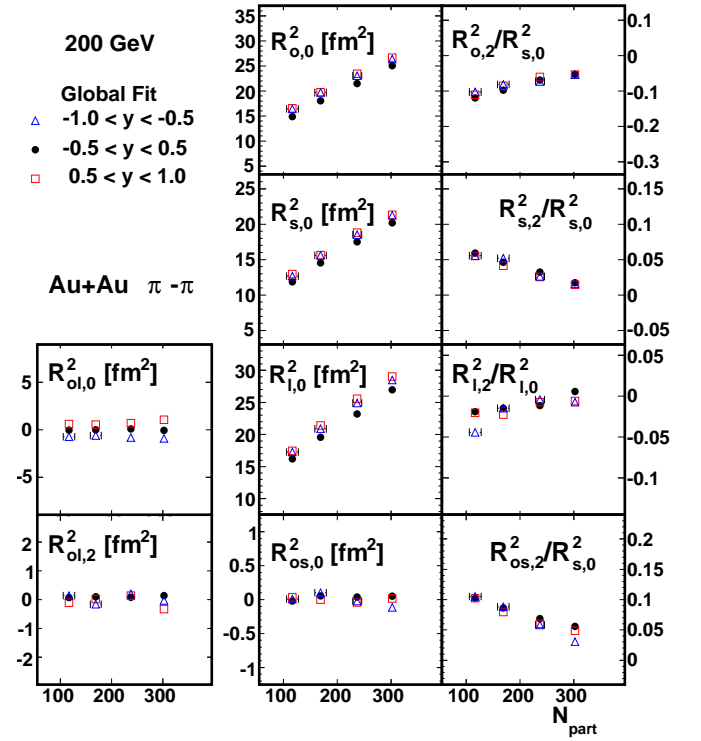 200 GeV
Global Fit
-1.0 < y < -0.5
-0.5 < y < 0.5
0.5 < y < 1.0
Au+Au π -π
R²o,0 [fm²]
35
30
25
20
15
10
5
R²o,2/R²s,0
0.1
0
-0.1
-0.2
-0.3
R²s,0 [fm²]
25
20
15
10
5
R²s,2/R²s,0
0.15
0.1
0.05
0
-0.05
R²ol,0 [fm²]
5
0
-5
R²l,0 [fm²]
30
25
20
15
10
R²l,2/R²l,0
0.05
0
-0.05
-0.1
R²ol,2 [fm²]
2
1
0
-1
-2
R²os,0 [fm²]
1
0.5
0
-0.5
-1
R²os,2/R²s,0
0.2
0.15
0.1
0.05
0
100 200 300
100 200 300
100 200 300
Npart